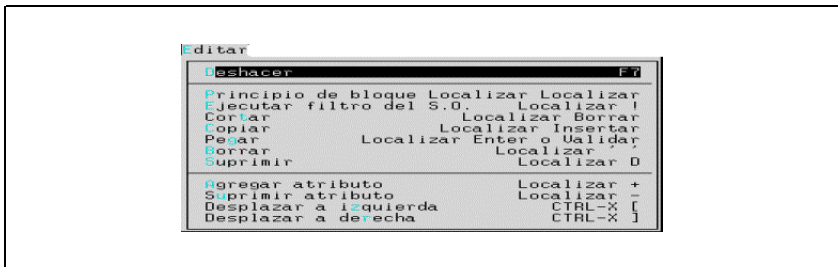 Editar
Deshacer F7
Principio de bloque Localizar Localizar
Ejecutar filtro del S.O. Localizar !
Cortar Localizar Borrar
Copiar Localizar Insertar
Pegar Localizar Enter o Validar
Borrar Localizar ' '
Suprimir Localizar D
Agregar atributo Localizar +
Suprimir atributo Localizar -
Desplazar a izquierda CTRL-X [
Desplazar a derecha CTRL-X ]